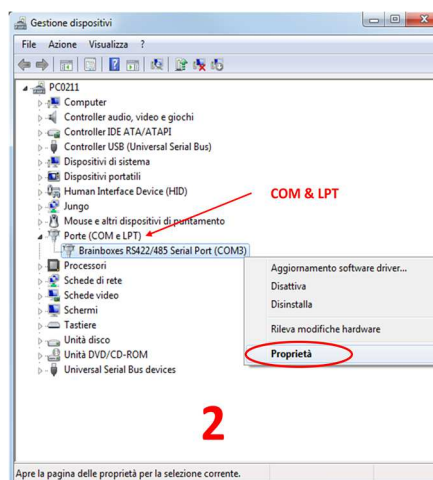 Gestione dispositivi
File Azione Visualizza ?
PC0211
Computer
Controller audio, video e giochi
Controller IDE ATA/ATAPI
Controller USB (Universal Serial Bus)
Dispositivi di sistema
Dispositivi portatili
Human Interface Device (HID)
Jungo
Mouse e altri dispositivi di puntamento
Porte (COM e LPT)
Brainboxes RS422/485 Serial Port (COM3)
Processori
Schede di rete
Schede video
Schermi
Tastiere
Unità disco
Unità DVD/CD-ROM
Universal Serial Bus devices
COM & LPT
Aggiornamento software driver...
Disattiva
Disinstalla
Rileva modifiche hardware
Proprietà
2
Apre la pagina delle proprietà per la selezione corrente.